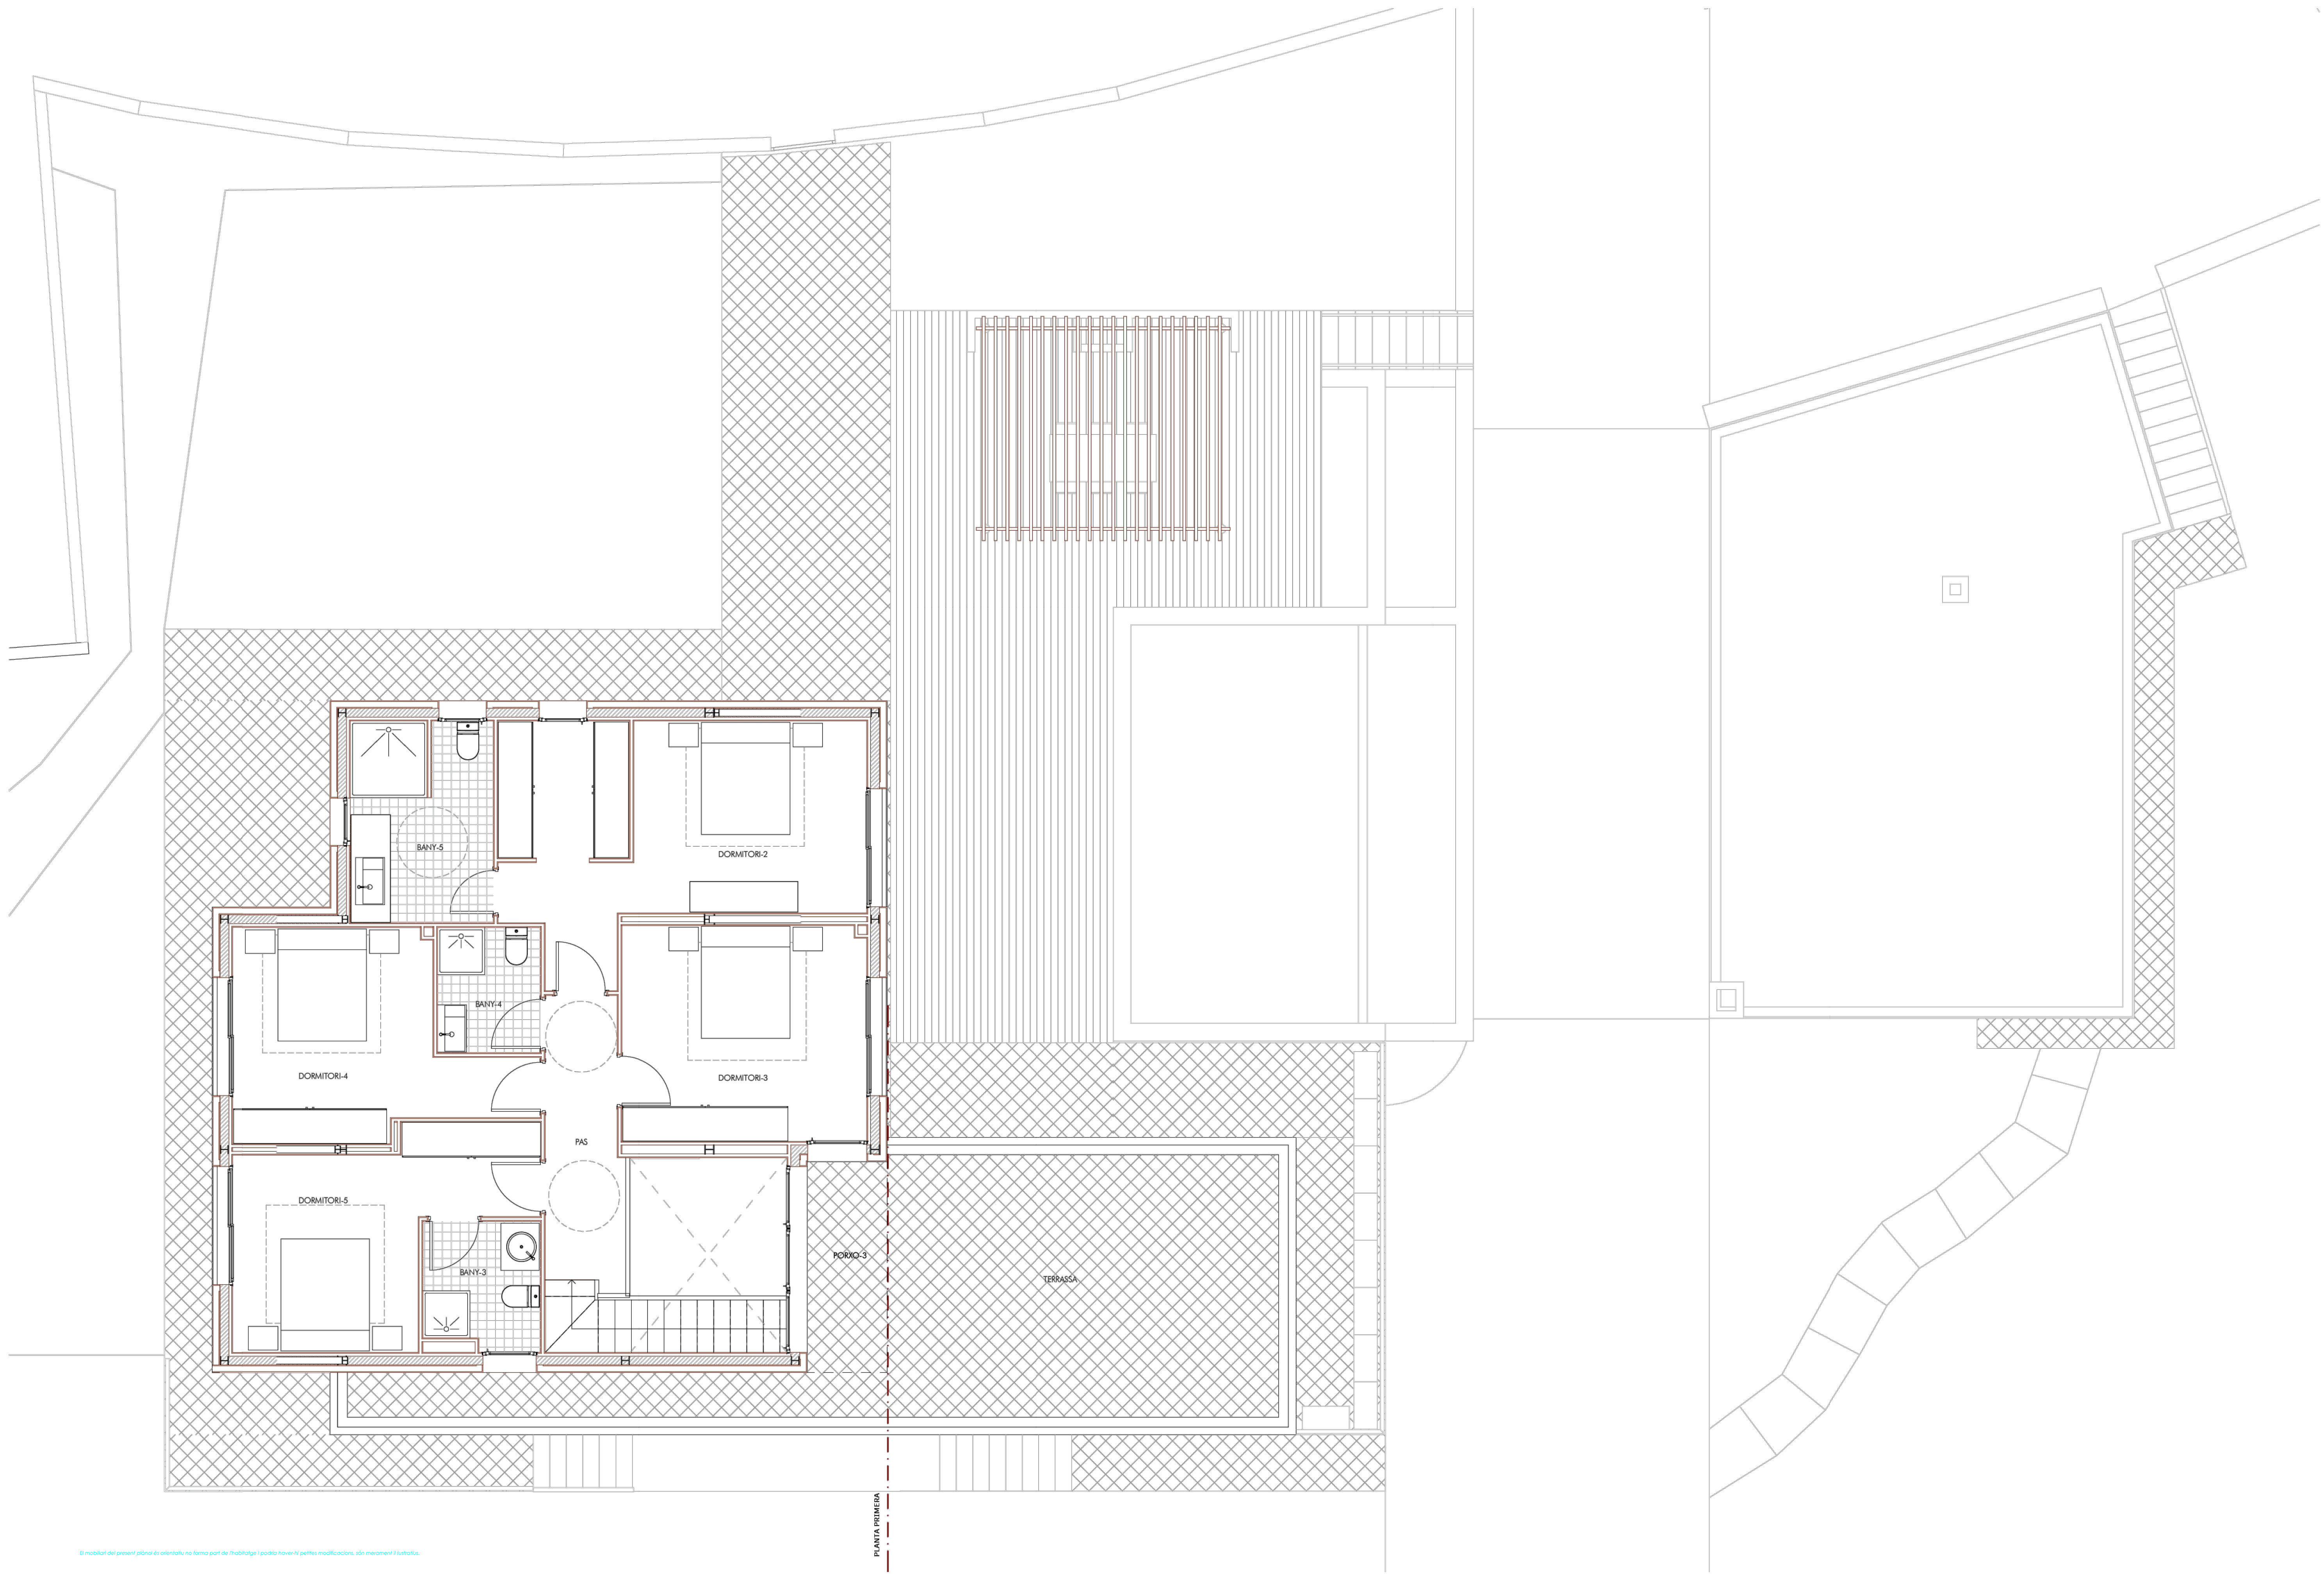 BANY-5
DORMITORI-2
BANY-4
DORMITORI-4
DORMITORI-3
PAS
DORMITORI-5
BANY-3
PORXO-3
TERRASSA
PLANTA PRIMERA